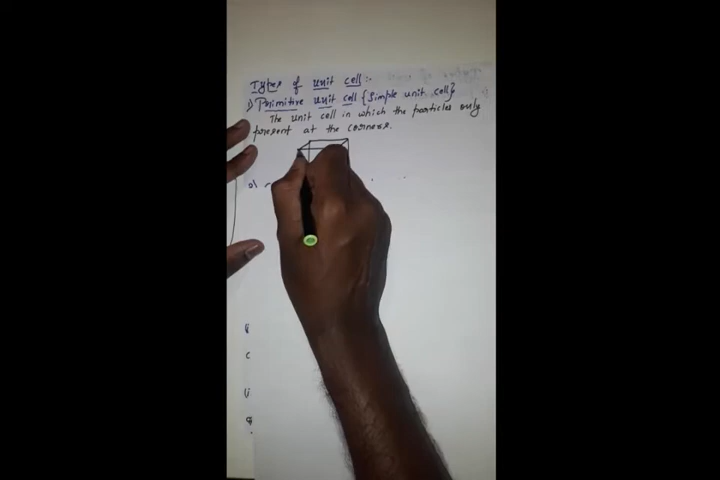 Types of unit cell :-
1) Primitive unit cell {Simple unit cell}
The unit cell in which the particles only
present at the corners.